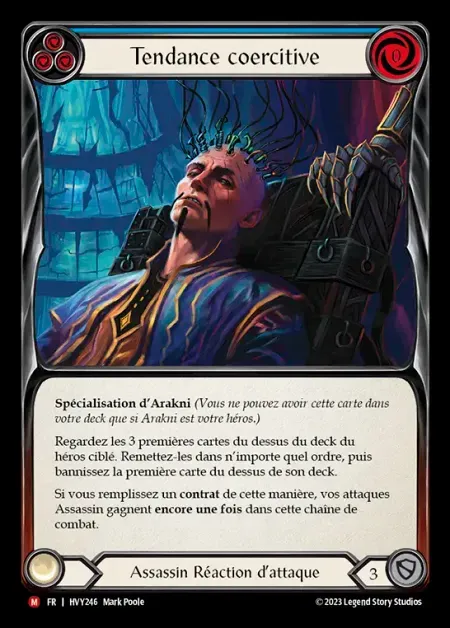 Tendance coercitive
0
Spécialisation d'Arakni (Vous ne pouvez avoir cette carte dans
votre deck que si Arakni est votre héros.)
Regardez les 3 premières cartes du dessus du deck du
héros ciblé. Remettez-les dans n'importe quel ordre, puis
bannissez la première carte du dessus de son deck.
Si vous remplissez un contrat de cette manière, vos attaques
Assassin gagnent encore une fois dans cette chaîne de
combat.
Assassin Réaction d'attaque
3
M FR | HVY246 Mark Poole
© 2023 Legend Story Studios